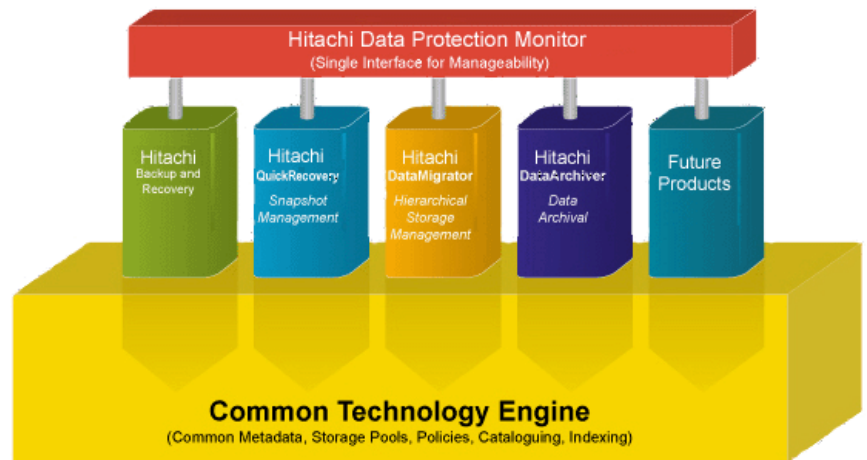 Hitachi Data Protection Monitor
(Single Interface for Manageability)
Hitachi
Backup and
Recovery
Hitachi
QuickRecovery
Snapshot
Management
Hitachi
DataMigrator
Hierarchical
Storage
Management
Hitachi
DataArchiver
Data
Archival
Future
Products
Common Technology Engine
(Common Metadata, Storage Pools, Policies, Cataloguing, Indexing)